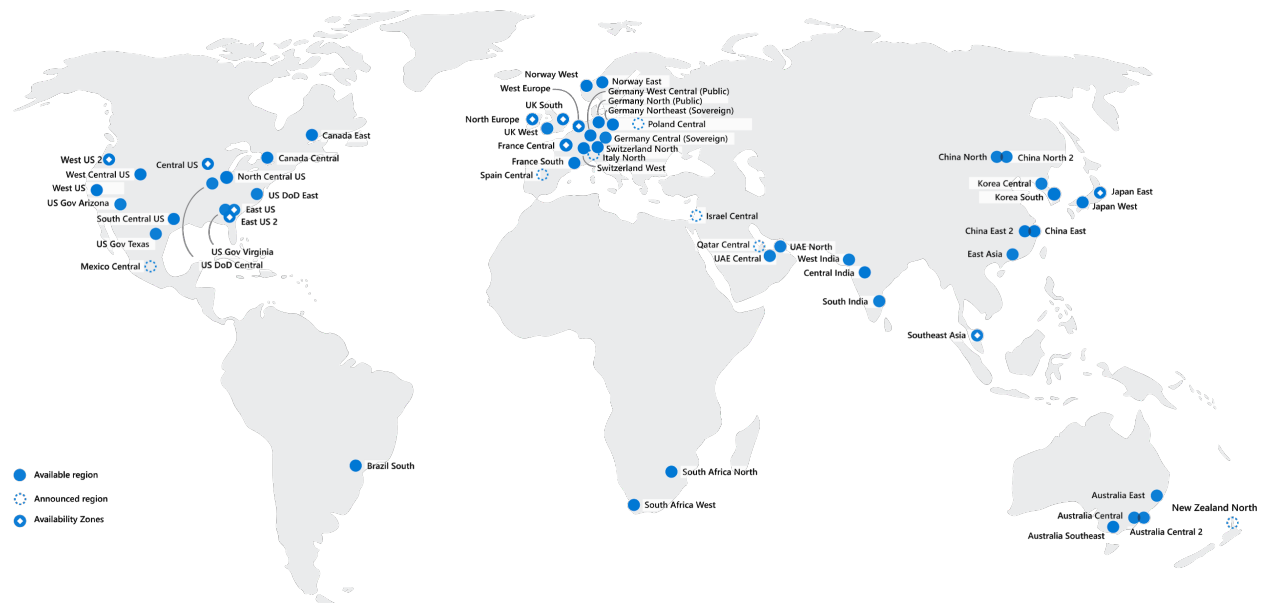 Norway West
Norway East
West Europe
Germany West Central (Public)
Germany North (Public)
UK South
Germany Northeast (Sovereign)
North Europe
Poland Central
UK West
Canada East
Germany Central (Sovereign)
France Central
Switzerland North
West US 2
Central US
Canada Central
Italy North
China North
China North 2
France South
Switzerland West
West Central US
North Central US
Spain Central
Korea Central
West US
US DoD East
Korea South
Japan East
US Gov Arizona
East US
Japan West
South Central US
East US 2
Israel Central
China East 2
China East
US Gov Texas
Qatar Central
UAE North
US Gov Virginia
UAE Central
West India
East Asia
Mexico Central
US DoD Central
Central India
South India
Southeast Asia
Brazil South
South Africa North
Available region
Australia East
Announced region
South Africa West
New Zealand North
Availability Zones
Australia Central
Australia Central 2
Australia Southeast